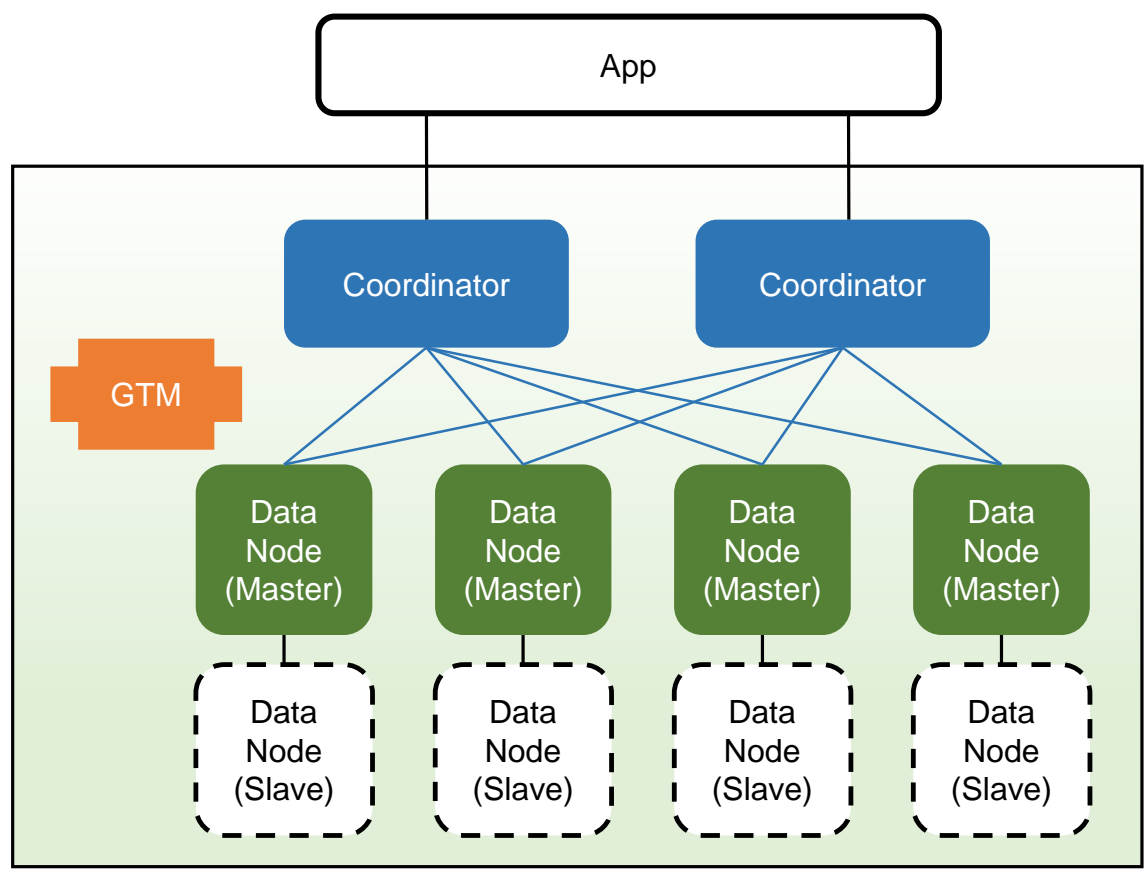 App
Coordinator
Coordinator
GTM
Data
Node
(Master)
Data
Node
(Master)
Data
Node
(Master)
Data
Node
(Master)
Data
Node
(Slave)
Data
Node
(Slave)
Data
Node
(Slave)
Data
Node
(Slave)